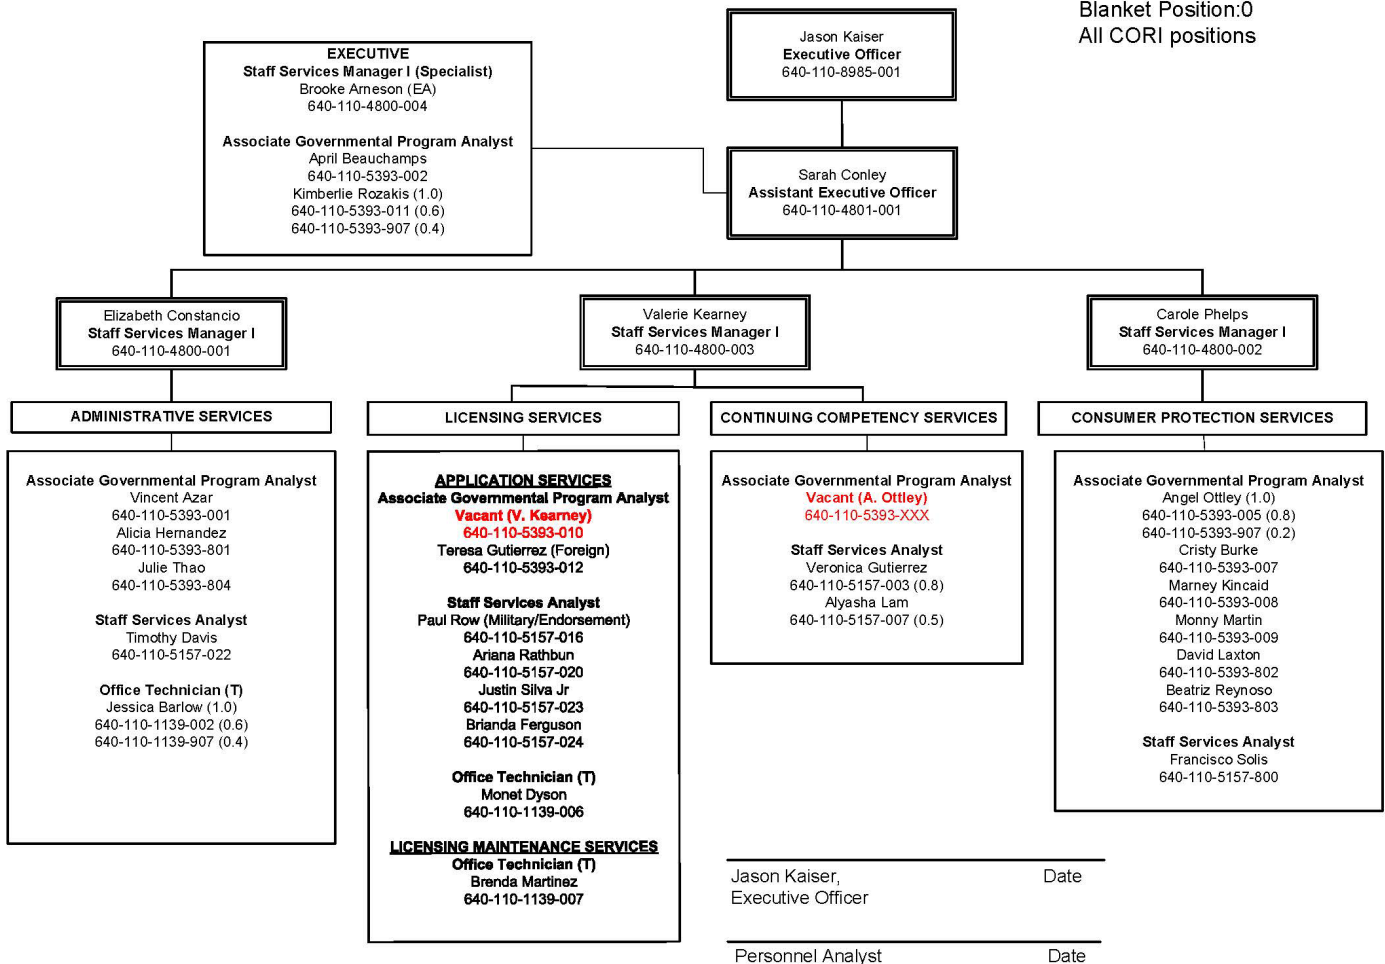 Blanket Position:0
All CORI positions
Jason Kaiser
Executive Officer
640-110-8985-001
EXECUTIVE
Staff Services Manager I (Specialist)
Brooke Arneson (EA)
640-110-4800-004
Associate Governmental Program Analyst
April Beauchamps
640-110-5393-002
Kimberlie Rozakis (1.0)
640-110-5393-011 (0.6)
640-110-5393-907 (0.4)
Sarah Conley
Assistant Executive Officer
640-110-4801-001
Elizabeth Constancio
Staff Services Manager I
640-110-4800-001
Valerie Kearney
Staff Services Manager I
640-110-4800-003
Carole Phelps
Staff Services Manager I
640-110-4800-002
ADMINISTRATIVE SERVICES
Associate Governmental Program Analyst
Vincent Azar
640-110-5393-001
Alicia Hernandez
640-110-5393-801
Julie Thao
640-110-5393-804
Staff Services Analyst
Timothy Davis
640-110-5157-022
Office Technician (T)
Jessica Barlow (1.0)
640-110-1139-002 (0.6)
640-110-1139-907 (0.4)
LICENSING SERVICES
APPLICATION SERVICES
Associate Governmental Program Analyst
Vacant (V. Kearney)
640-110-5393-010
Teresa Gutierrez (Foreign)
640-110-5393-012
Staff Services Analyst
Paul Row (Military/Endorsement)
640-110-5157-016
Ariana Rathbun
640-110-5157-020
Justin Silva Jr
640-110-5157-023
Brianda Ferguson
640-110-5157-024
Office Technician (T)
Monet Dyson
640-110-1139-006
LICENSING MAINTENANCE SERVICES
Office Technician (T)
Brenda Martinez
640-110-1139-007
CONTINUING COMPETENCY SERVICES
Associate Governmental Program Analyst
Vacant (A. Ottley)
640-110-5393-XXX
Staff Services Analyst
Veronica Gutierrez
640-110-5157-003 (0.8)
Alyasha Lam
640-110-5157-007 (0.5)
CONSUMER PROTECTION SERVICES
Associate Governmental Program Analyst
Angel Ottley (1.0)
640-110-5393-005 (0.8)
640-110-5393-907 (0.2)
Cristy Burke
640-110-5393-007
Marney Kincaid
640-110-5393-008
Monny Martin
640-110-5393-009
David Laxton
640-110-5393-802
Beatriz Reynoso
640-110-5393-803
Staff Services Analyst
Francisco Solis
640-110-5157-800
Jason Kaiser, Date
Executive Officer
Personnel Analyst Date